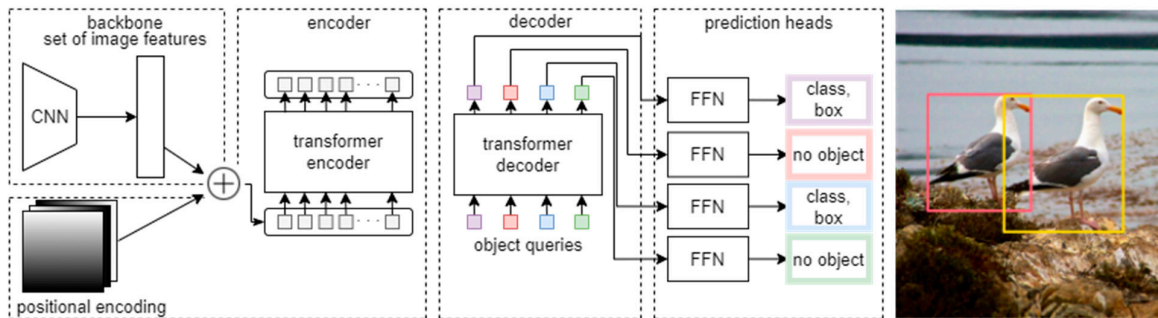 backbone
set of image features
CNN
positional encoding
encoder
transformer
encoder
decoder
transformer
decoder
object queries
prediction heads
FFN
class,
box
FFN
no object
FFN
class,
box
FFN
no object